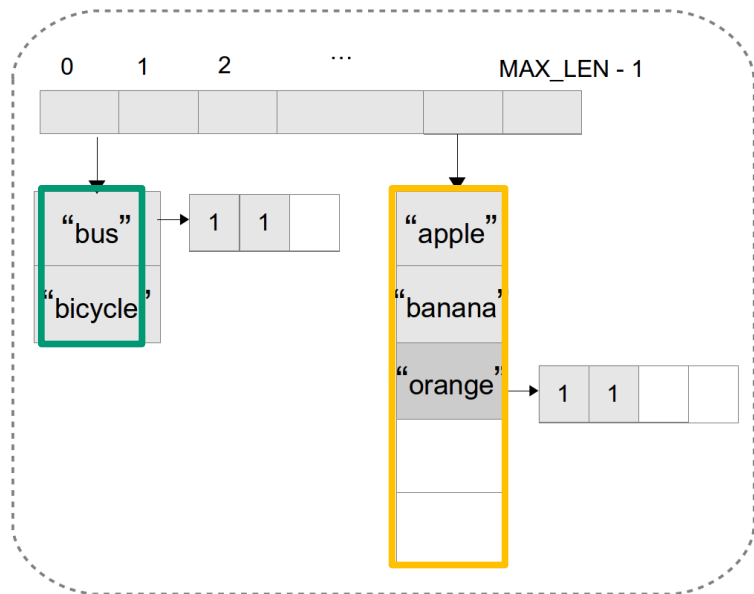 0 1 2 … MAX_LEN - 1
“bus” 1 1 “apple”
“bicycle” “banana”
“orange” 1 1